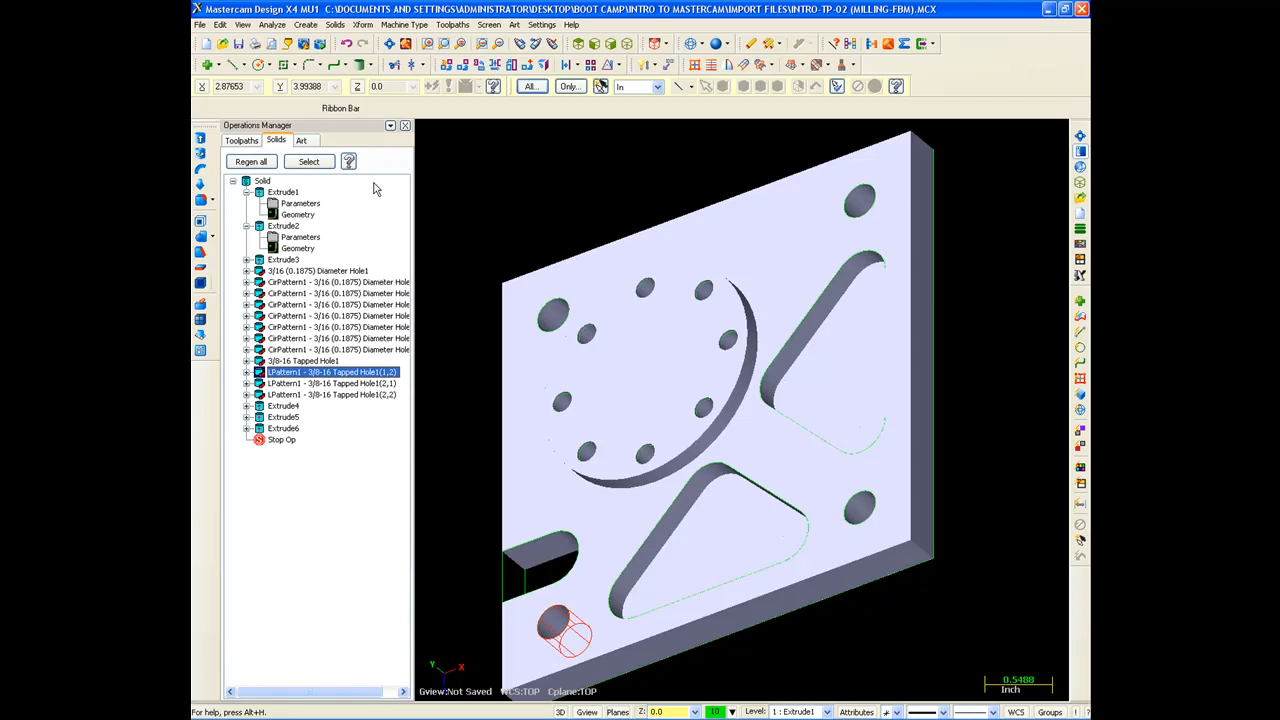 Mastercam Design X4 MU1 C:\DOCUMENTS AND SETTINGS\ADMINISTRATOR\DESKTOP\BOOT CAMP\INTRO TO MASTERCAM\IMPORT FILES\INTRO-TP-02 (MILLING-FBM).MCX
File Edit View Analyze Create Solids Xform Machine Type Toolpaths Screen Art Settings Help
X 2.87653 Y 3.99388 Z 0.0 All... Only... In
Ribbon Bar
Operations Manager
Toolpaths Solids Art
Regen all Select
Solid
Extrude1
Parameters
Geometry
Extrude2
Parameters
Geometry
Extrude3
3/16 (0.1875) Diameter Hole1
CirPattern1 - 3/16 (0.1875) Diameter Hole
CirPattern1 - 3/16 (0.1875) Diameter Hole
CirPattern1 - 3/16 (0.1875) Diameter Hole
CirPattern1 - 3/16 (0.1875) Diameter Hole
CirPattern1 - 3/16 (0.1875) Diameter Hole
CirPattern1 - 3/16 (0.1875) Diameter Hole
CirPattern1 - 3/16 (0.1875) Diameter Hole
3/8-16 Tapped Hole1
LPattern1 - 3/8-16 Tapped Hole1(1,2)
LPattern1 - 3/8-16 Tapped Hole1(2,1)
LPattern1 - 3/8-16 Tapped Hole1(2,2)
Extrude4
Extrude5
Extrude6
Stop Op
Y X
Gview:Not Saved WCS:TOP Cplane:TOP
0.5488
Inch
For help, press Alt+H.
3D Gview Planes Z: 0.0 10 Level: 1 : Extrude1 Attributes WCS Groups ! ?